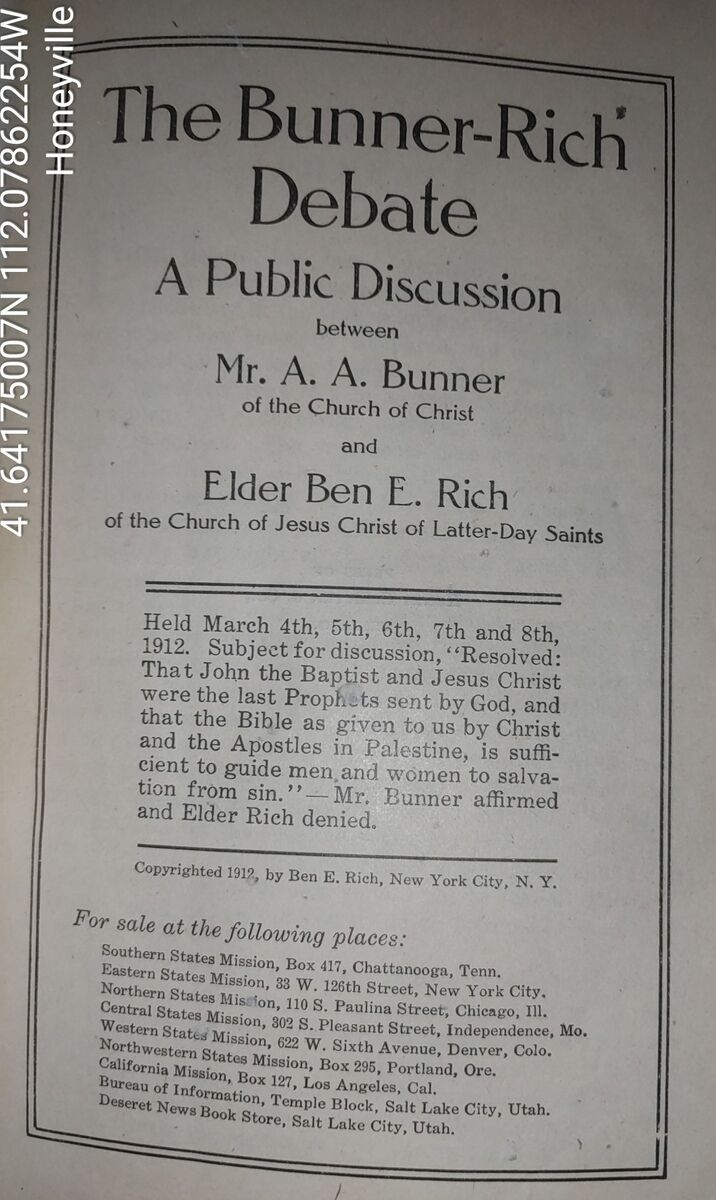 41.64175007N 112.07862254W
Honeyville
The Bunner-Rich
Debate
A Public Discussion
between
Mr. A. A. Bunner
of the Church of Christ
and
Elder Ben E. Rich
of the Church of Jesus Christ of Latter-Day Saints
Held March 4th, 5th, 6th, 7th and 8th,
1912. Subject for discussion, "Resolved:
That John the Baptist and Jesus Christ
were the last Prophets sent by God, and
that the Bible as given to us by Christ
and the Apostles in Palestine, is suffi-
cient to guide men and women to salva-
tion from sin."—Mr. Bunner affirmed
and Elder Rich denied.
Copyrighted 1912, by Ben E. Rich, New York City, N. Y.
For sale at the following places:
Southern States Mission, Box 417, Chattanooga, Tenn.
Eastern States Mission, 33 W. 126th Street, New York City.
Northern States Mission, 110 S. Paulina Street, Chicago, Ill.
Central States Mission, 302 S. Pleasant Street, Independence, Mo.
Western States Mission, 622 W. Sixth Avenue, Denver, Colo.
Northwestern States Mission, Box 295, Portland, Ore.
California Mission, Box 127, Los Angeles, Cal.
Bureau of Information, Temple Block, Salt Lake City, Utah.
Deseret News Book Store, Salt Lake City, Utah.